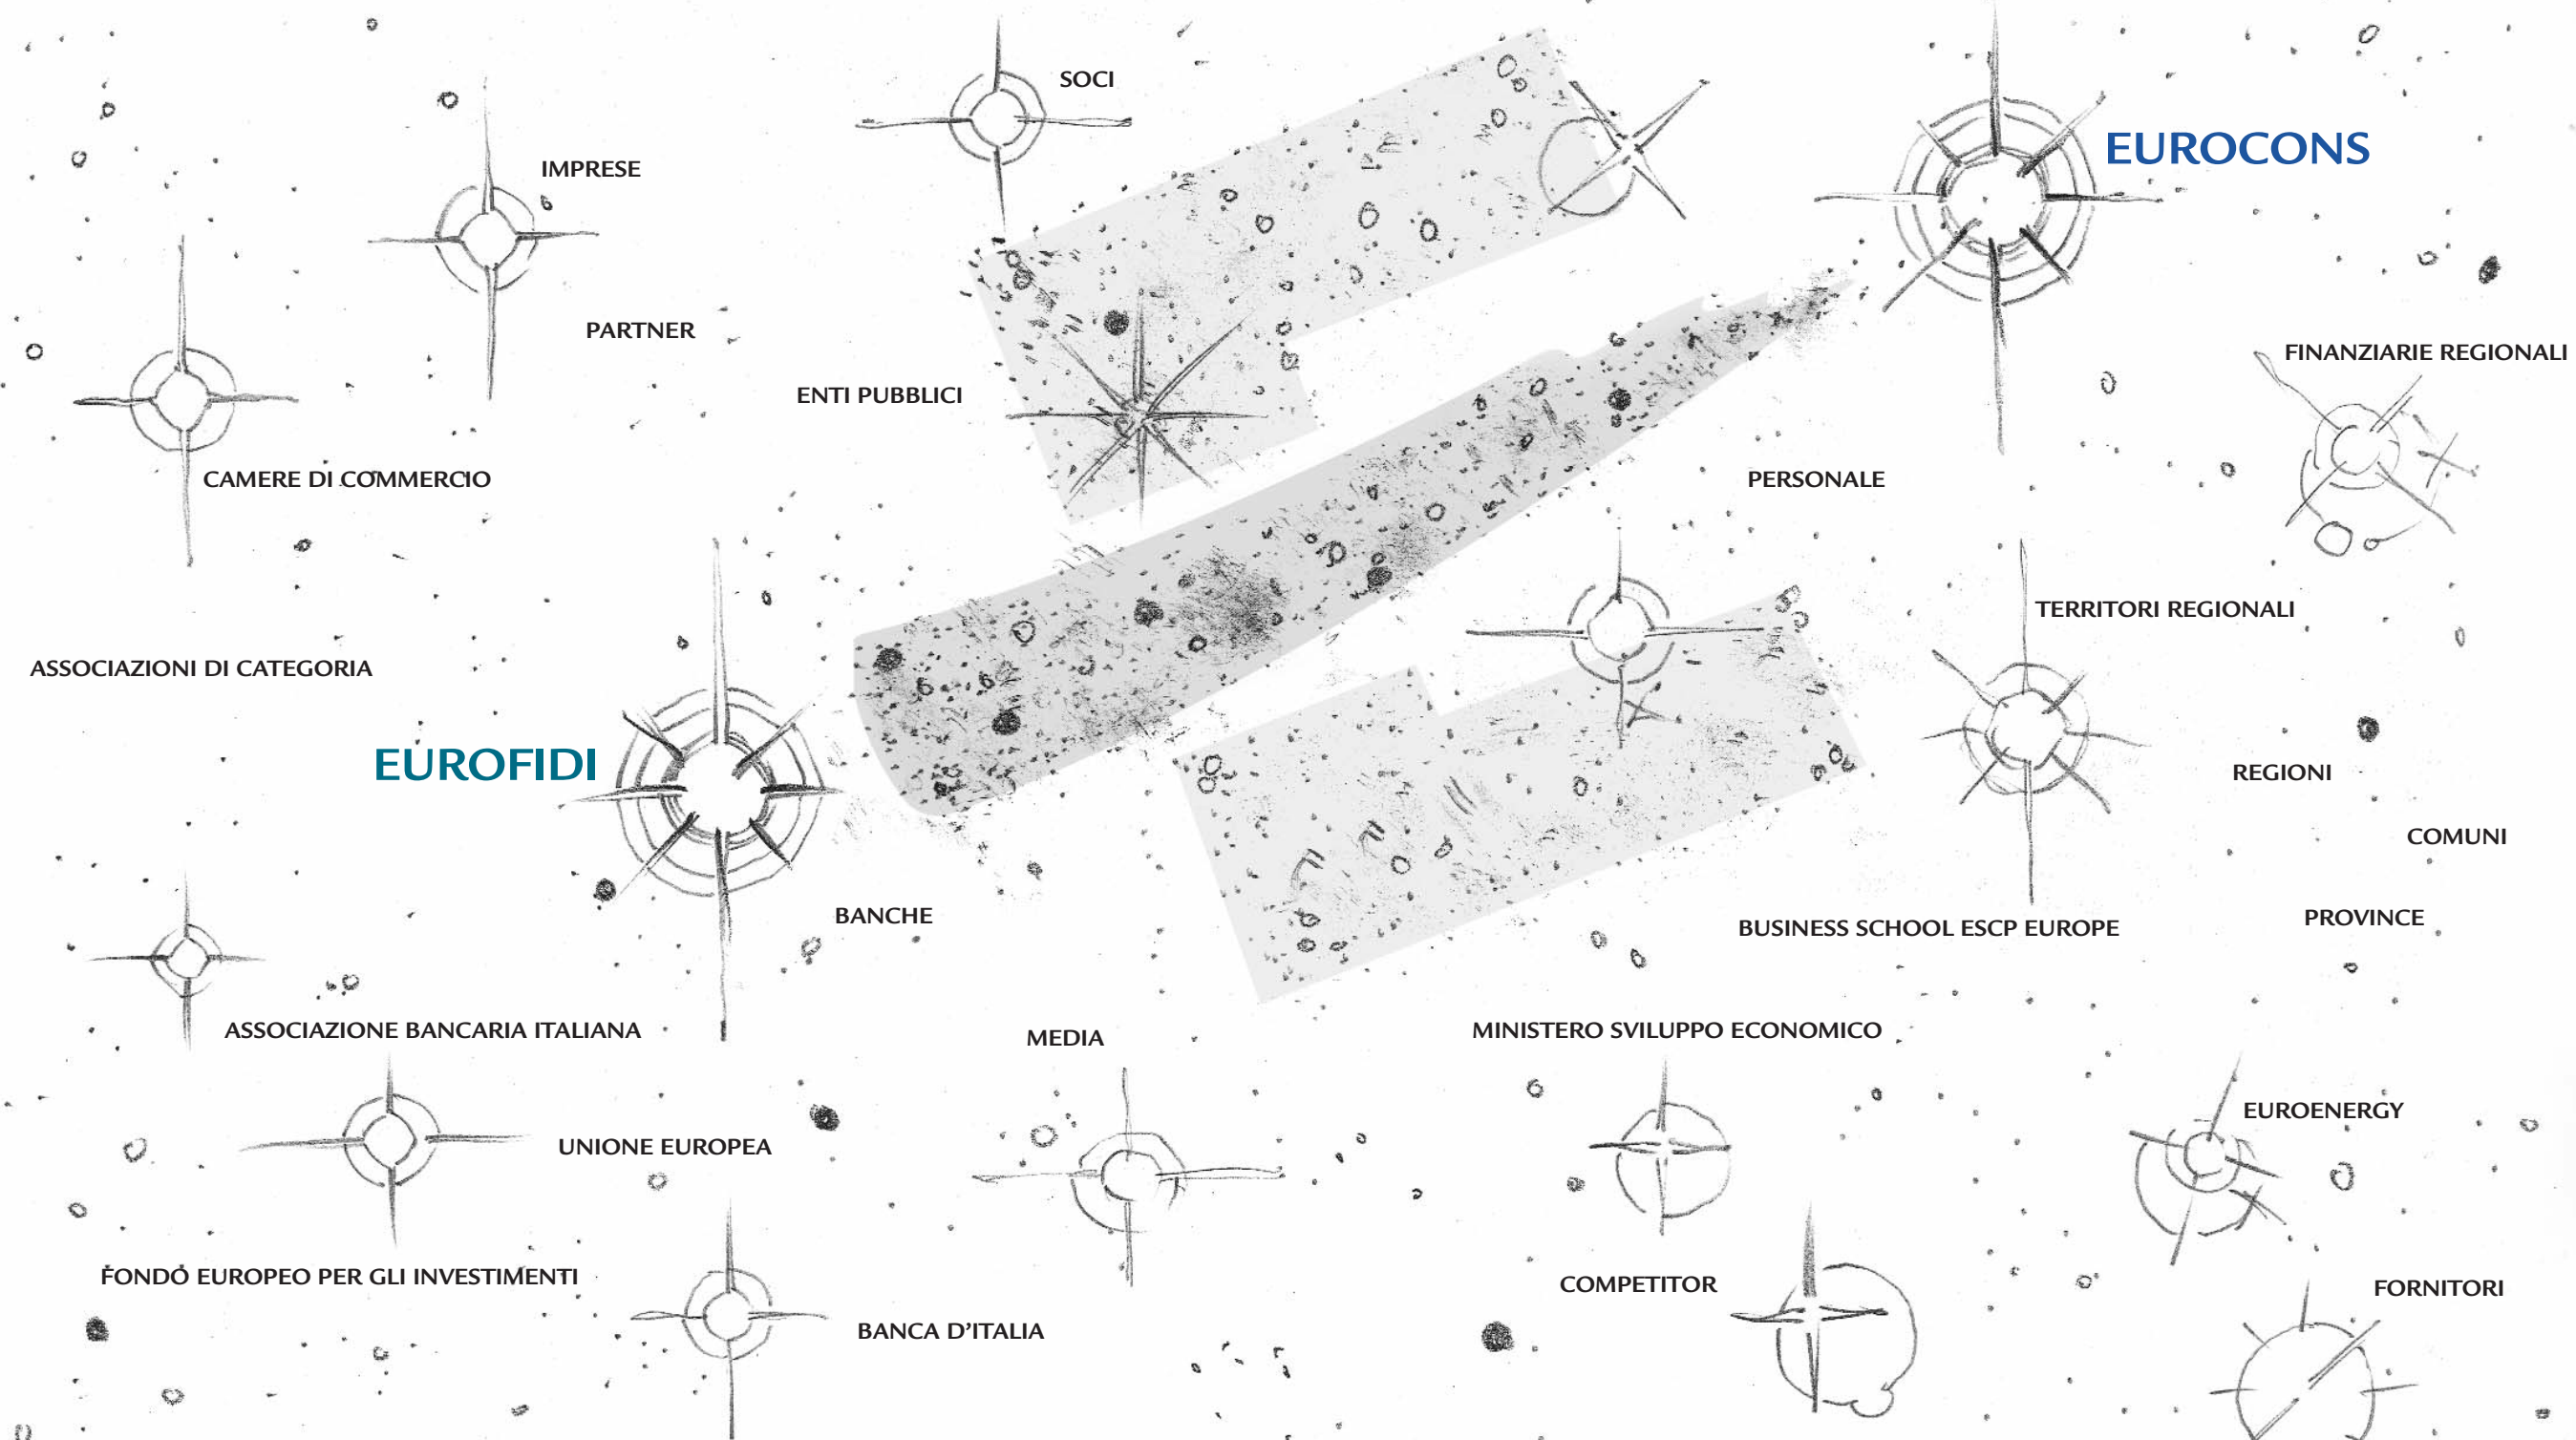 SOCI
EUROCONS
IMPRESE
PARTNER
FINANZIARIE REGIONALI
ENTI PUBBLICI
CAMERE DI COMMERCIO
PERSONALE
TERRITORI REGIONALI
ASSOCIAZIONI DI CATEGORIA
EUROFIDI
REGIONI
COMUNI
BANCHE
BUSINESS SCHOOL ESCP EUROPE
PROVINCE
ASSOCIAZIONE BANCARIA ITALIANA
MEDIA
MINISTERO SVILUPPO ECONOMICO
EUROENERGY
UNIONE EUROPEA
FONDO EUROPEO PER GLI INVESTIMENTI
COMPETITOR
FORNITORI
BANCA D'ITALIA